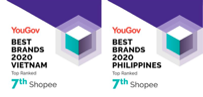 YouGov
BEST
BRANDS
2020
VIETNAM
Top Ranked
7th Shopee
YouGov
BEST
BRANDS
2020
PHILIPPINES
Top Ranked
7th Shopee